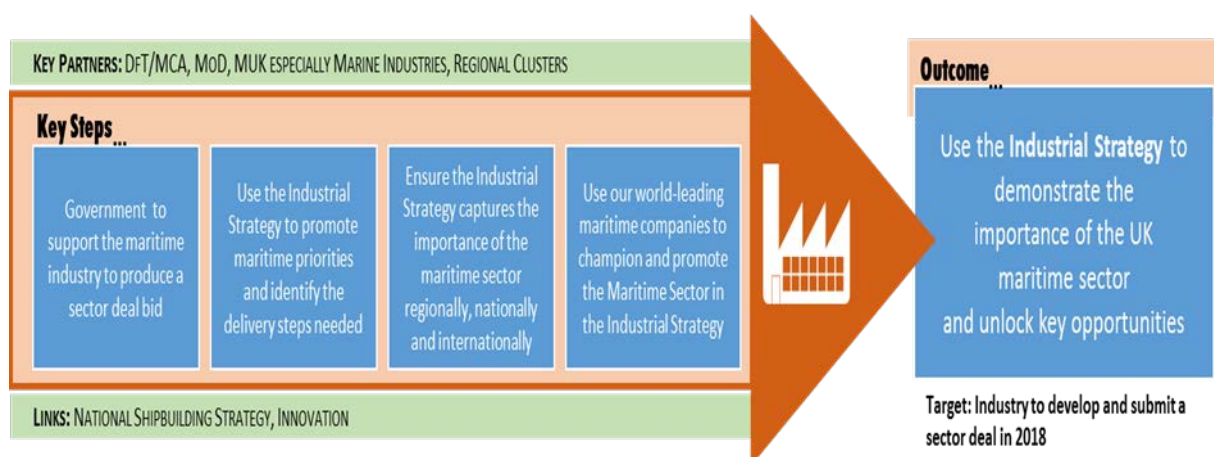 KEY PARTNERS: DFT/MCA, MOD, MUK ESPECIALLY MARINE INDUSTRIES, REGIONAL CLUSTERS
Key Steps...
Government to
support the maritime
industry to produce a
sector deal bid
Use the Industrial
Strategy to promote
maritime priorities
and identify the
delivery steps needed
Ensure the Industrial
Strategy captures the
importance of the
maritime sector
regionally, nationally
and internationally
Use our world-leading
maritime companies to
champion and promote
the Maritime Sector in
the Industrial Strategy
LINKS: NATIONAL SHIPBUILDING STRATEGY, INNOVATION
Outcome...
Use the Industrial Strategy to
demonstrate the
importance of the UK
maritime sector
and unlock key opportunities
Target: Industry to develop and submit a
sector deal in 2018